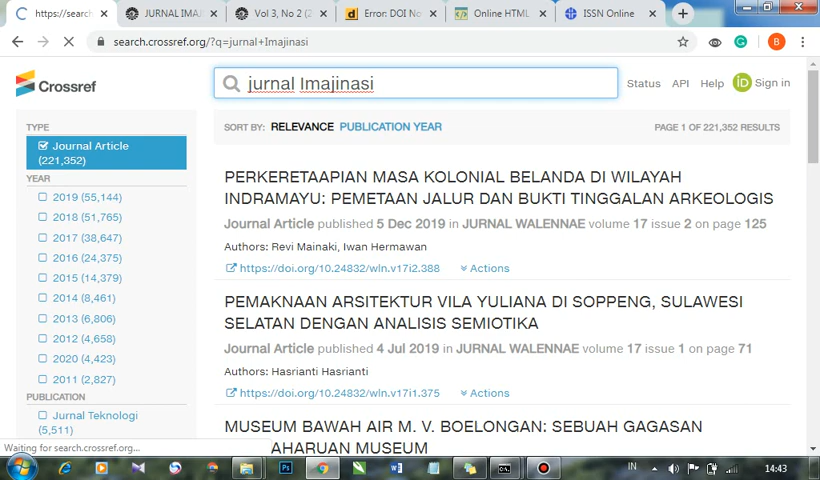 https://searc
JURNAL IMAJ
Vol 3, No 2 (2
Error: DOI No
Online HTML
ISSN Online
search.crossref.org/?q=jurnal+Imajinasi
B
Crossref
jurnal Imajinasi
Status
API
Help
iD Sign in
TYPE
Journal Article
(221,352)
YEAR
2019 (55,144)
2018 (51,765)
2017 (38,647)
2016 (24,375)
2015 (14,379)
2014 (8,461)
2013 (6,806)
2012 (4,658)
2020 (4,423)
2011 (2,827)
PUBLICATION
Jurnal Teknologi
(5,511)
SORT BY: RELEVANCE PUBLICATION YEAR
PAGE 1 OF 221,352 RESULTS
PERKERETAAPIAN MASA KOLONIAL BELANDA DI WILAYAH
INDRAMAYU: PEMETAAN JALUR DAN BUKTI TINGGALAN ARKEOLOGIS
Journal Article published 5 Dec 2019 in JURNAL WALENNAE volume 17 issue 2 on page 125
Authors: Revi Mainaki, Iwan Hermawan
https://doi.org/10.24832/wln.v17i2.388
Actions
PEMAKNAAN ARSITEKTUR VILA YULIANA DI SOPPENG, SULAWESI
SELATAN DENGAN ANALISIS SEMIOTIKA
Journal Article published 4 Jul 2019 in JURNAL WALENNAE volume 17 issue 1 on page 71
Authors: Hasrianti Hasrianti
https://doi.org/10.24832/wln.v17i1.375
Actions
MUSEUM BAWAH AIR M. V. BOELONGAN: SEBUAH GAGASAN
AHARUAN MUSEUM
Waiting for search.crossref.org...
Ps
IN
14:43